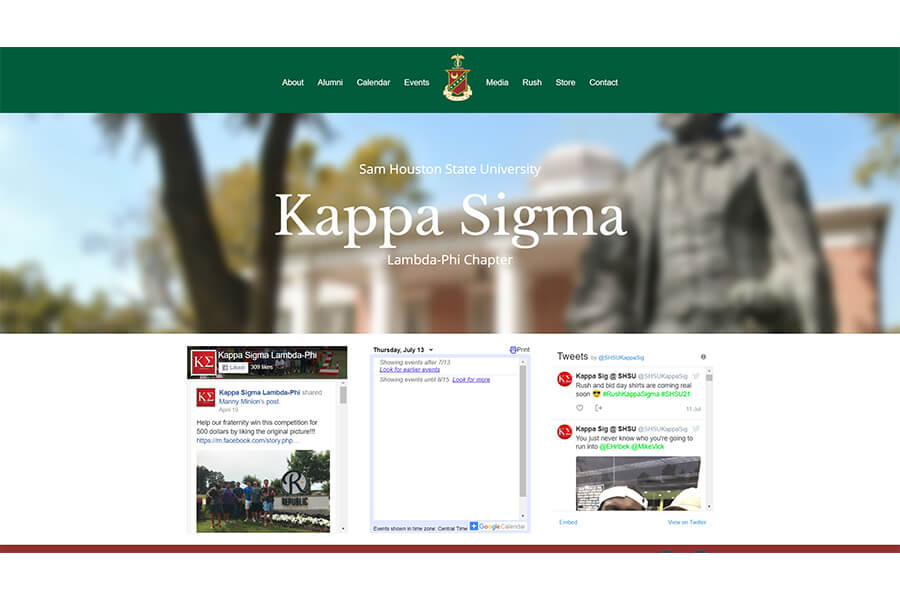 About Alumni Calendar Events Media Rush Store Contact
Sam Houston State University
Kappa Sigma
Lambda-Phi Chapter
ΚΣ
Kappa Sigma Lambda-Phi
Liked 309 likes
ΚΣ
Kappa Sigma Lambda-Phi shared
Manny Minion's post.
April 19
Help our fraternity win this competition for
500 dollars by liking the original picture!!!
https://m.facebook.com/story.php...
R
REPUBLIC
Thursday, July 13
Print
Showing events after 7/13.
Look for earlier events
Showing events until 8/15. Look for more
Events shown in time zone: Central Time
Google Calendar
Tweets by @SHSUKappaSig
ΚΣ
Kappa Sig @ SHSU @SHSUKappaSig
Rush and bid day shirts are coming real
soon 😎 #RushKappaSigma #SHSU21
11 Jul
ΚΣ
Kappa Sig @ SHSU @SHSUKappaSig
You just never know who you're going to
run into @EHribek @MikeVick
Embed
View on Twitter